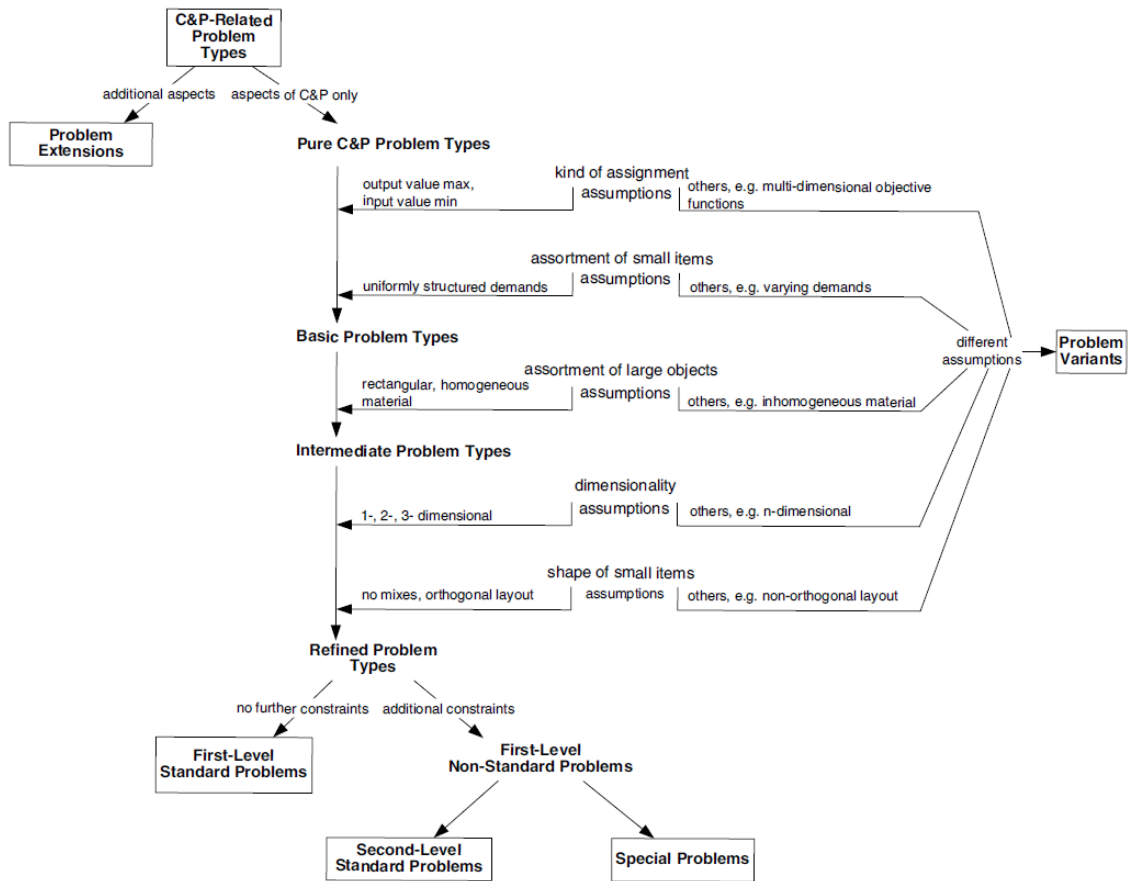 C&P-Related
Problem
Types
additional aspects
aspects of C&P only
Problem
Extensions
Pure C&P Problem Types
kind of assignment
assumptions
output value max,
input value min
others, e.g. multi-dimensional objective
functions
assortment of small items
assumptions
uniformly structured demands
others, e.g. varying demands
Basic Problem Types
different
assumptions
Problem
Variants
assortment of large objects
assumptions
rectangular, homogeneous
material
others, e.g. inhomogeneous material
Intermediate Problem Types
dimensionality
assumptions
1-, 2-, 3- dimensional
others, e.g. n-dimensional
shape of small items
assumptions
no mixes, orthogonal layout
others, e.g. non-orthogonal layout
Refined Problem
Types
no further constraints
additional constraints
First-Level
Standard Problems
First-Level
Non-Standard Problems
Second-Level
Standard Problems
Special Problems